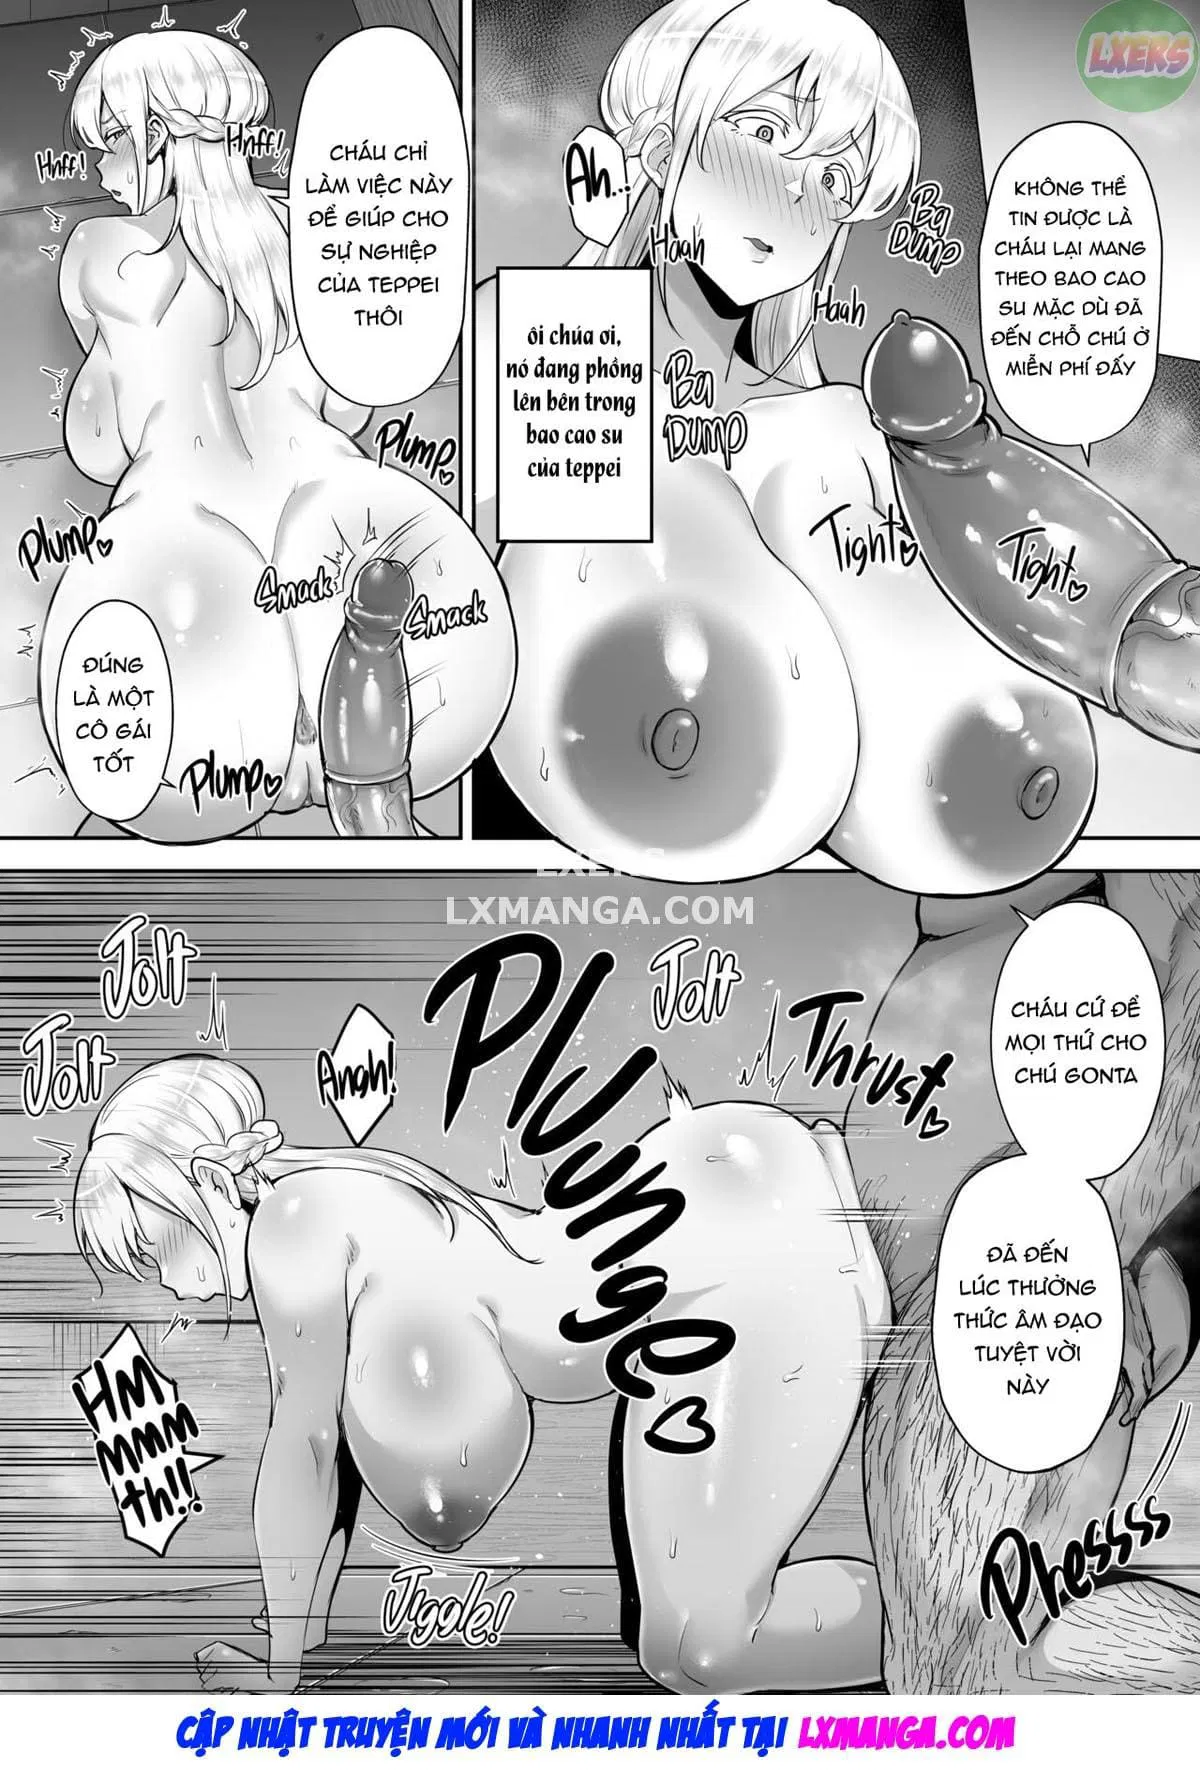 LXERS
KHÔNG THỂ
TIN ĐƯỢC LÀ
CHÁU LẠI MANG
THEO BAO CAO
SU MẶC DÙ ĐÃ
ĐẾN CHỖ CHÚ Ở
MIỄN PHÍ ĐẤY
Ah...
BA
DUMP
Haah
Haah
ôi chúa ơi,
nó đang phồng
lên bên trong
bao cao su
của teppei
BA
DUMP
Tight
Tight
CHÁU CHỈ
LÀM VIỆC NÀY
ĐỂ GIÚP CHO
SỰ NGHIỆP
CỦA TEPPEI
THÔI
Hnff!
Hnff!
Plump
Plump
Smack
Smack
ĐÚNG
LÀ MỘT
CÔ GÁI
TỐT
Plump
LXERS
LXMANGA.COM
CHÁU CỨ ĐỂ
MỌI THỨ CHO
CHÚ GONTA
Jolt
Jolt
Jolt
Thrust
Plunge
Angh!
ĐÃ ĐẾN
LÚC THƯỞNG
THỨC ÂM ĐẠO
TUYỆT VỜI
NÀY
HM
MMM
th!!
Jiggle!
CẬP NHẬT TRUYỆN MỚI VÀ NHANH NHẤT TẠI LXMANGA.COM